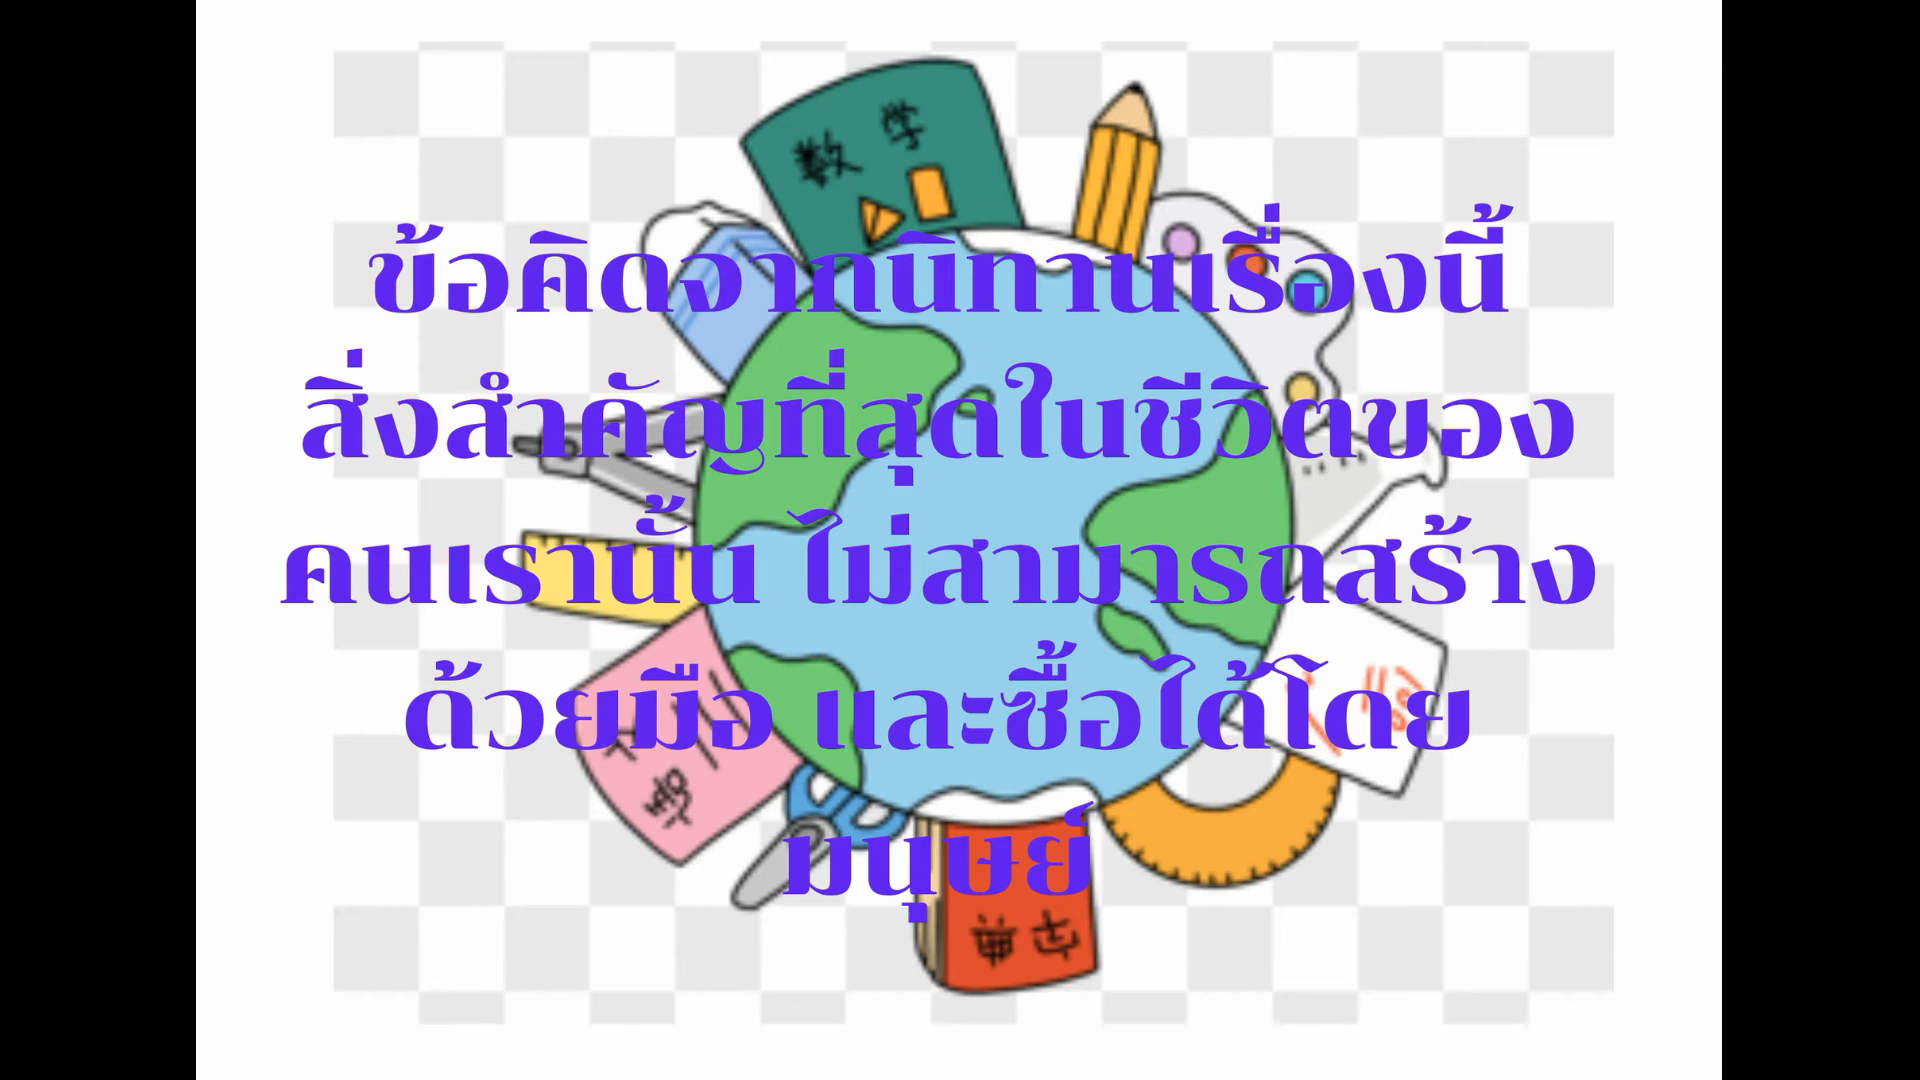 数学
ข้อคิดจากนิทานเรื่องนี้
สิ่งสำคัญที่สุดในชีวิตของ
คนเรานั้น ไม่สามารถสร้าง
ด้วยมือ และซื้อได้โดย
มนุษย์